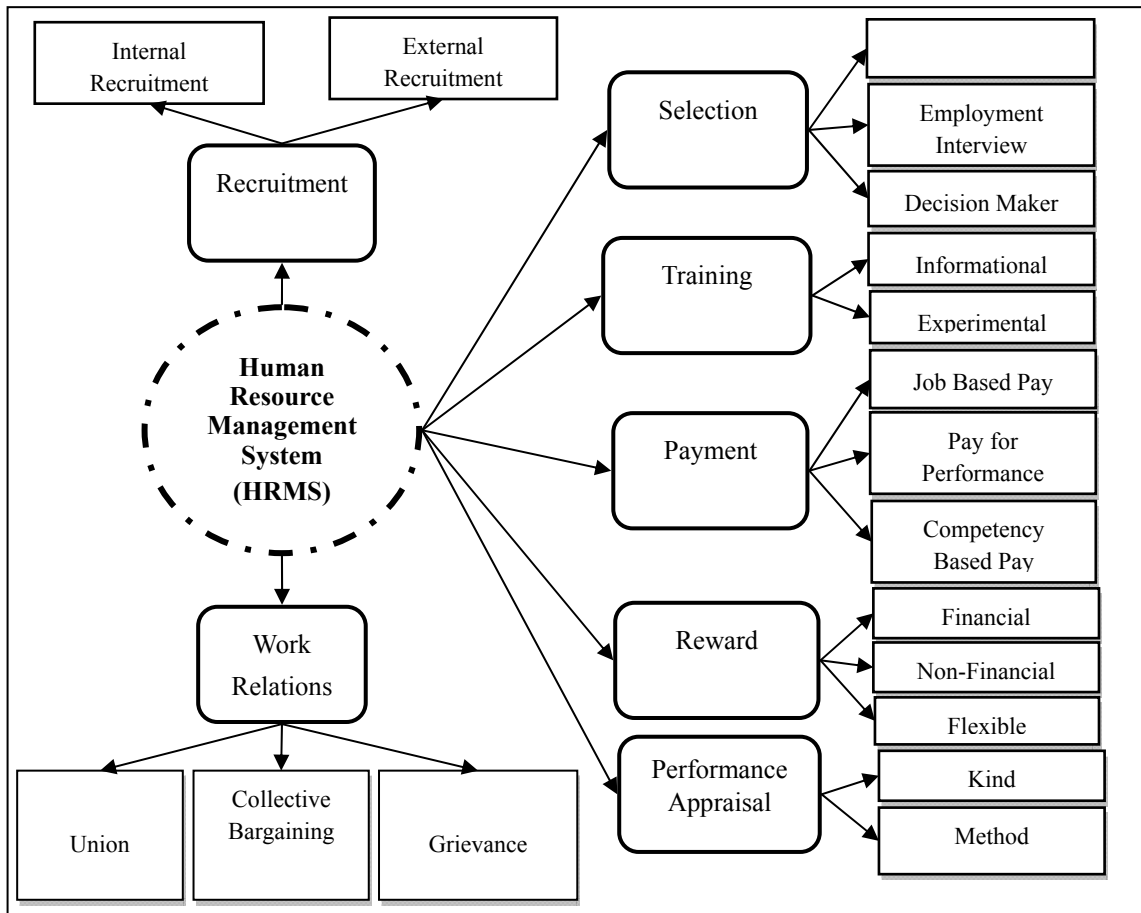 Internal
Recruitment
External
Recruitment
Recruitment
Human
Resource
Management
System
(HRMS)
Work
Relations
Union
Collective
Bargaining
Grievance
Selection
Employment
Interview
Decision Maker
Training
Informational
Experimental
Payment
Job Based Pay
Pay for
Performance
Competency
Based Pay
Reward
Financial
Non-Financial
Flexible
Performance
Appraisal
Kind
Method